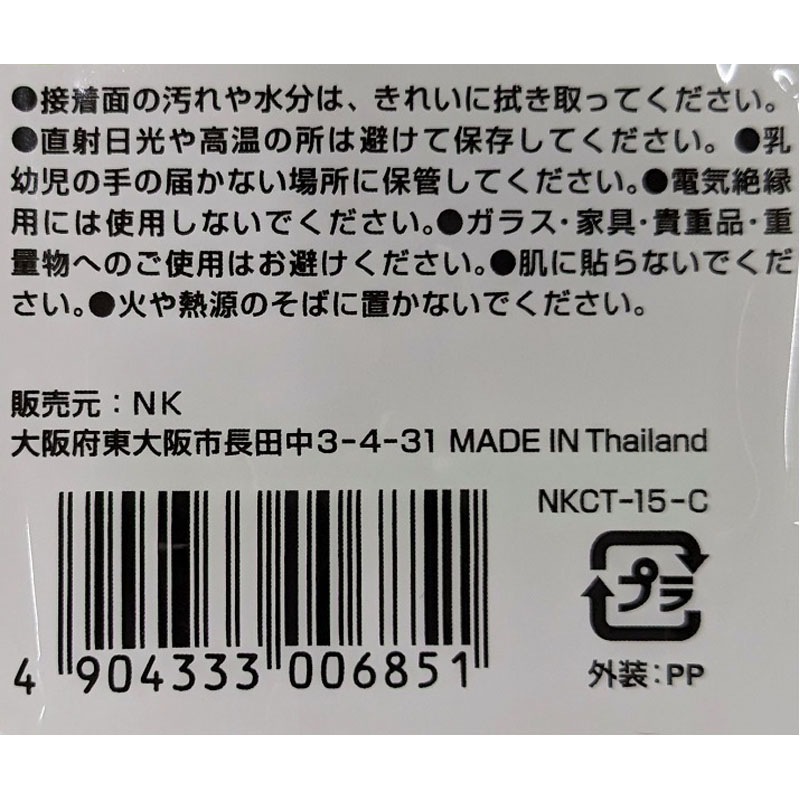 ●接着面の汚れや水分は、きれいに拭き取ってください。
●直射日光や高温の所は避けて保存してください。●乳
幼児の手の届かない場所に保管してください。●電気絶縁
用には使用しないでください。●ガラス・家具・貴重品・重
量物へのご使用はお避けください。●肌に貼らないでくだ
さい。●火や熱源のそばに置かないでください。
販売元：NK
大阪府東大阪市長田中3-4-31 MADE IN Thailand
NKCT-15-C
プラ
外装：PP
4 904333 006851